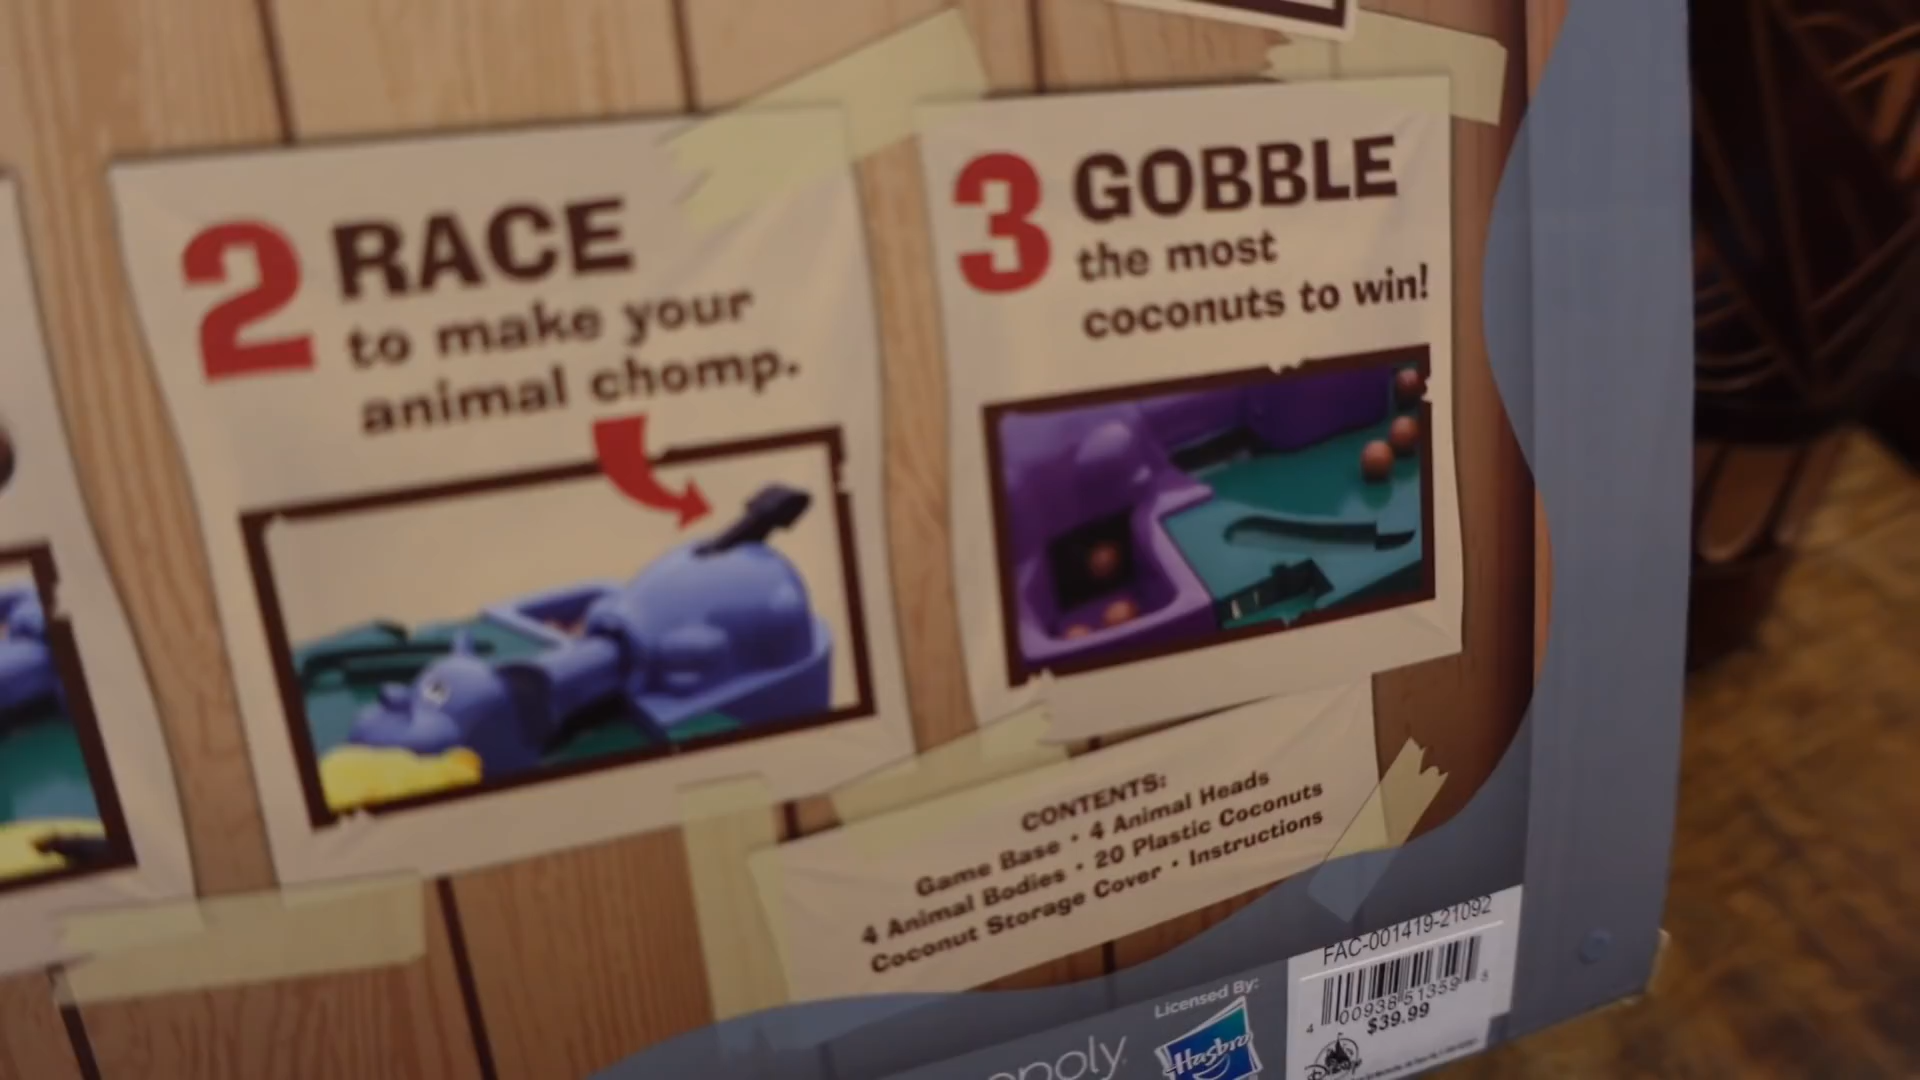 2 RACE
to make your
animal chomp.
3 GOBBLE
the most
coconuts to win!
CONTENTS:
Game Base • 4 Animal Heads
4 Animal Bodies • 20 Plastic Coconuts
Coconut Storage Cover • Instructions
Licensed By:
Hasbro
FAC-001419-21092
4 00938 51359 5
$39.99
Disney